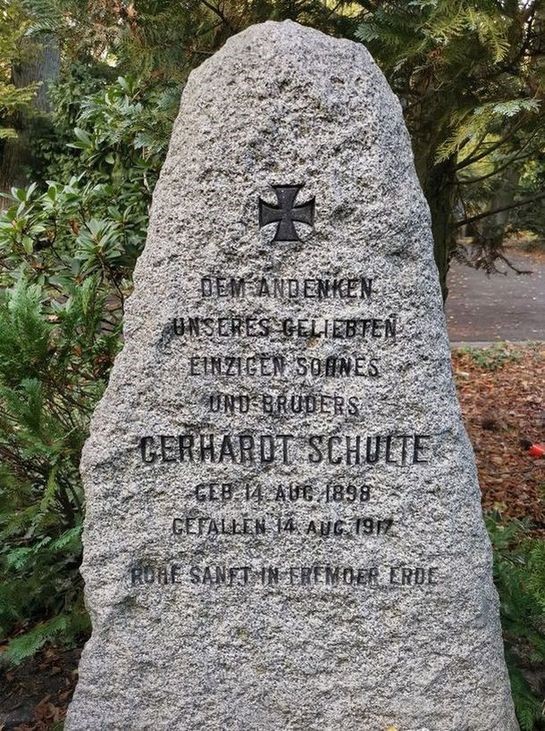 DEM ANDENKEN
UNSERES GELIEBTEN
EINZIGEN SOHNES
UND BRUDERS
GERHARDT SCHULTE
GEB. 14. AUG. 1898
GEFALLEN 14. AUG. 1917
RUHE SANFT IN FREMDER ERDE